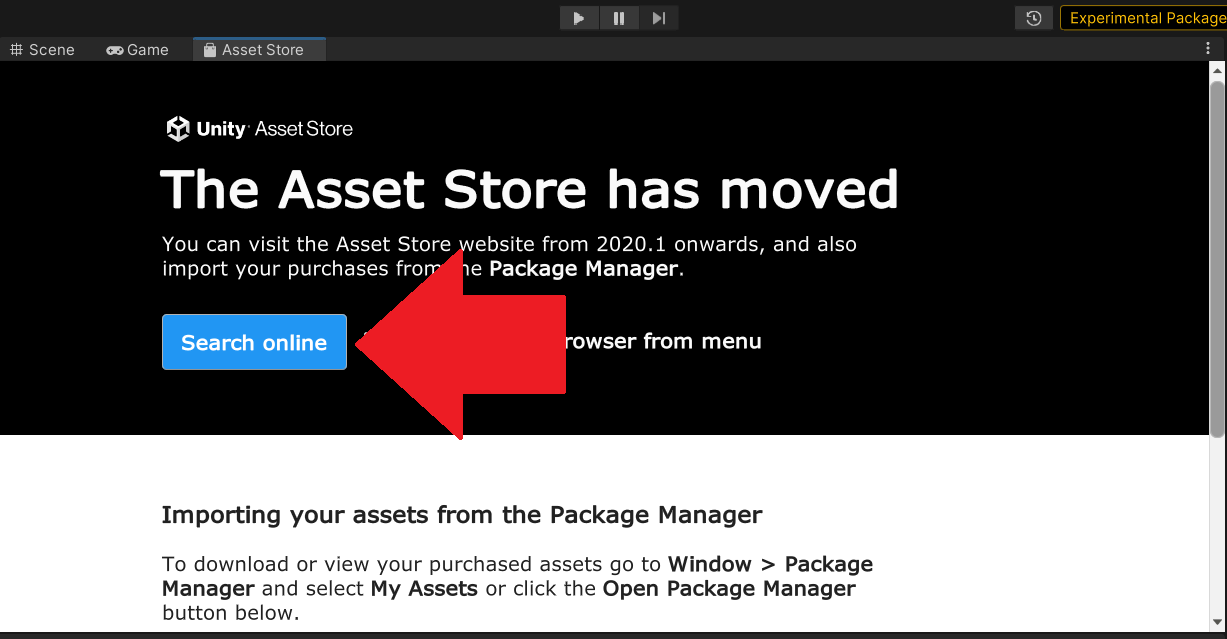 Experimental Package
Scene
Game
Asset Store
Unity Asset Store
The Asset Store has moved
You can visit the Asset Store website from 2020.1 onwards, and also
import your purchases from the Package Manager.
Search online
rowser from menu
Importing your assets from the Package Manager
To download or view your purchased assets go to Window > Package
Manager and select My Assets or click the Open Package Manager
button below.